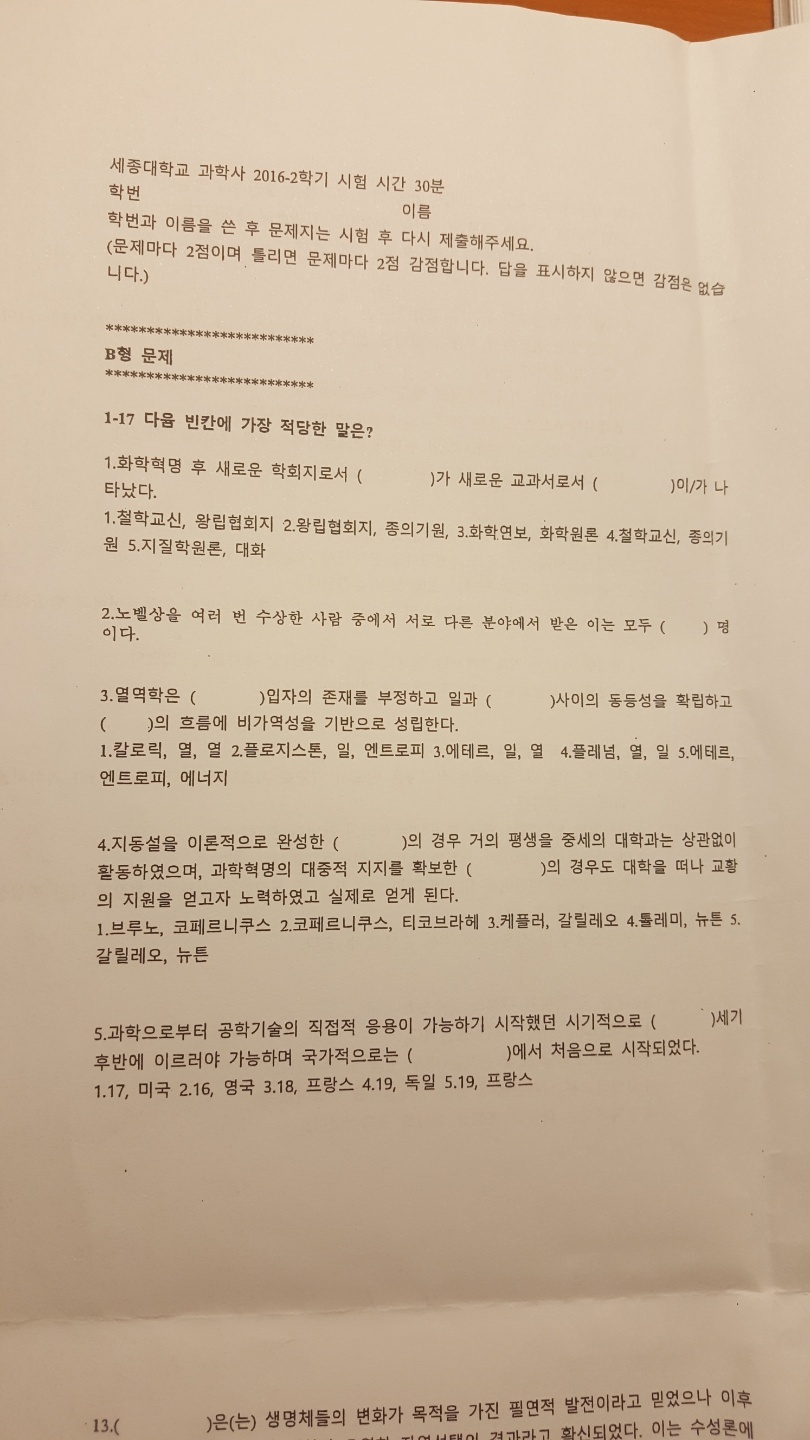 세종대학교 과학사 2016-2학기 시험 시간 30분
학번 이름
학번과 이름을 쓴 후 문제지는 시험 후 다시 제출해주세요.
(문제마다 2점이며 틀리면 문제마다 2점 감점합니다. 답을 표시하지 않으면 감점은 없습
니다.)
**************************
B형 문제
**************************
1-17 다음 빈칸에 가장 적당한 말은?
1.화학혁명 후 새로운 학회지로서 ( )가 새로운 교과서로서 ( )이/가 나
타났다.
1.철학교신, 왕립협회지 2.왕립협회지, 종의기원, 3.화학연보, 화학원론 4.철학교신, 종의기
원 5.지질학원론, 대화
2.노벨상을 여러 번 수상한 사람 중에서 서로 다른 분야에서 받은 이는 모두 ( ) 명
이다.
3.열역학은 ( )입자의 존재를 부정하고 일과 ( )사이의 동등성을 확립하고
( )의 흐름에 비가역성을 기반으로 성립한다.
1.칼로릭, 열, 열 2.플로지스톤, 일, 엔트로피 3.에테르, 일, 열 4.플레넘, 열, 일 5.에테르,
엔트로피, 에너지
4.지동설을 이론적으로 완성한 ( )의 경우 거의 평생을 중세의 대학과는 상관없이
활동하였으며, 과학혁명의 대중적 지지를 확보한 ( )의 경우도 대학을 떠나 교황
의 지원을 얻고자 노력하였고 실제로 얻게 된다.
1.브루노, 코페르니쿠스 2.코페르니쿠스, 티코브라헤 3.케플러, 갈릴레오 4.톨레미, 뉴튼 5.
갈릴레오, 뉴튼
5.과학으로부터 공학기술의 직접적 응용이 가능하기 시작했던 시기적으로 ( )세기
후반에 이르러야 가능하며 국가적으로는 ( )에서 처음으로 시작되었다.
1.17, 미국 2.16, 영국 3.18, 프랑스 4.19, 독일 5.19, 프랑스
13.( )은(는) 생명체들의 변화가 목적을 가진 필연적 발전이라고 믿었으나 이후
자연선택의 결과라고 확신되었다. 이는 수성론에